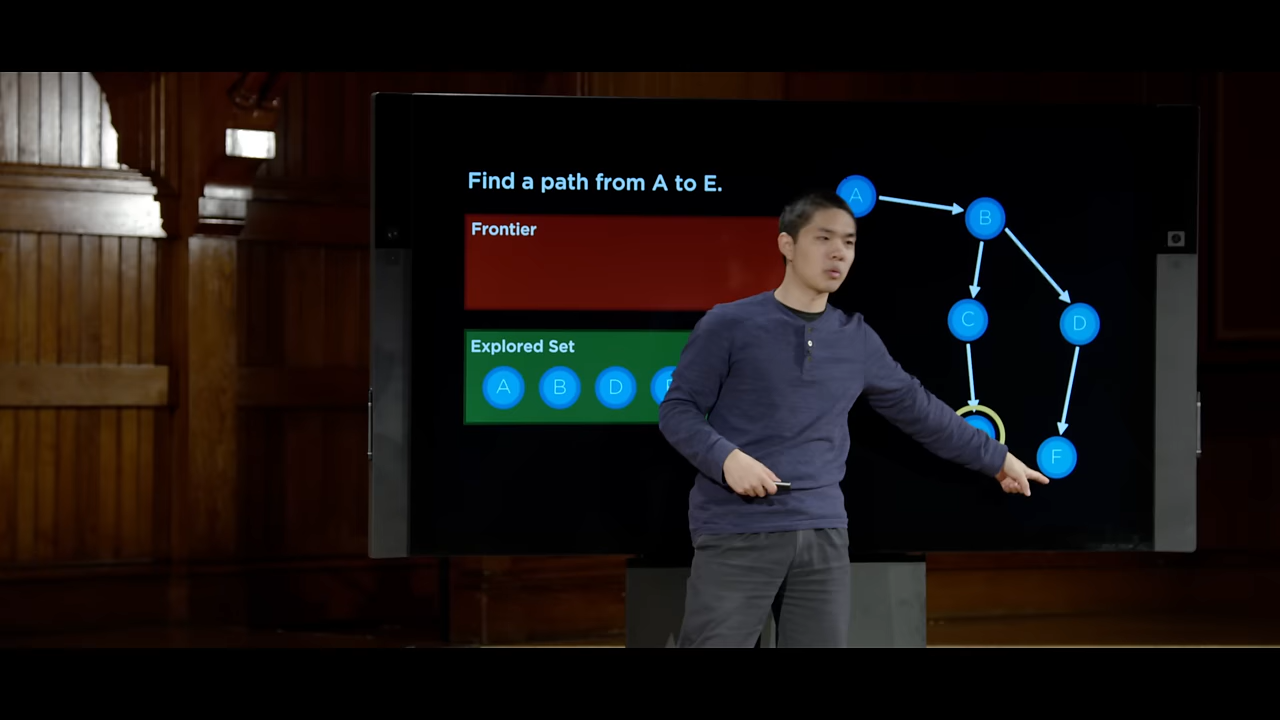 Find a path from A to E.
Frontier
Explored Set
A B D
A
B
C
D
F